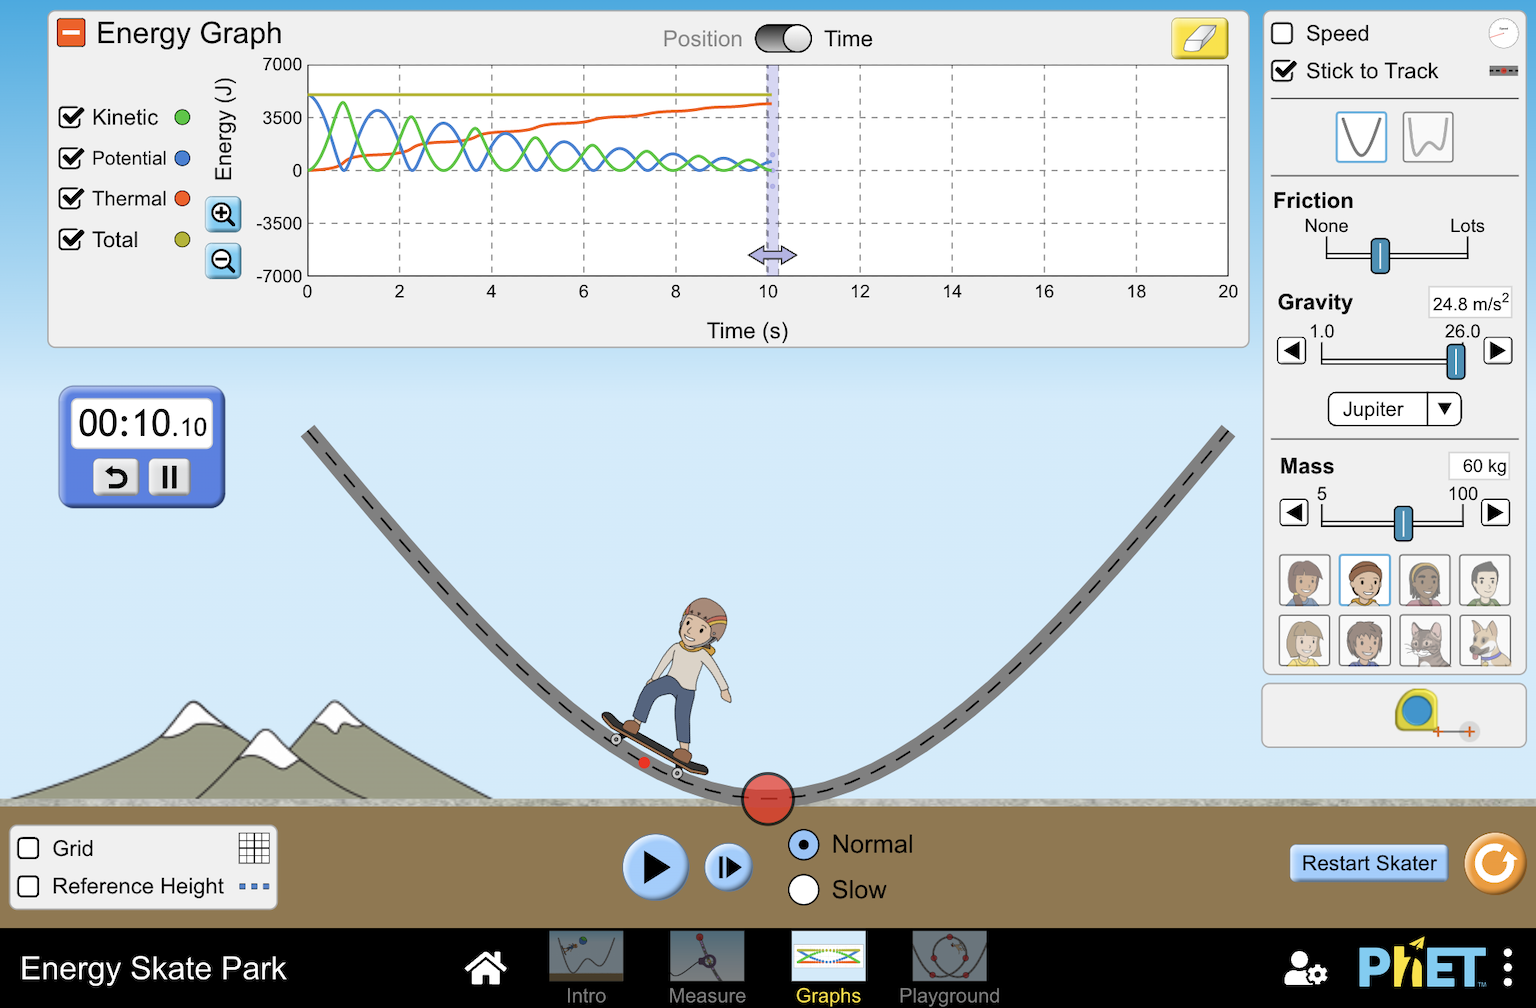 Energy Graph
Position
Time
Energy (J)
7000
3500
0
-3500
-7000
0 2 4 6 8 10 12 14 16 18 20
Time (s)
Kinetic
Potential
Thermal
Total
Speed
Stick to Track
Friction
None Lots
Gravity
24.8 m/s²
1.0 26.0
Jupiter
Mass
60 kg
5 100
00:10.10
Grid
Reference Height
Normal
Slow
Restart Skater
Energy Skate Park
Intro
Measure
Graphs
Playground
PhET